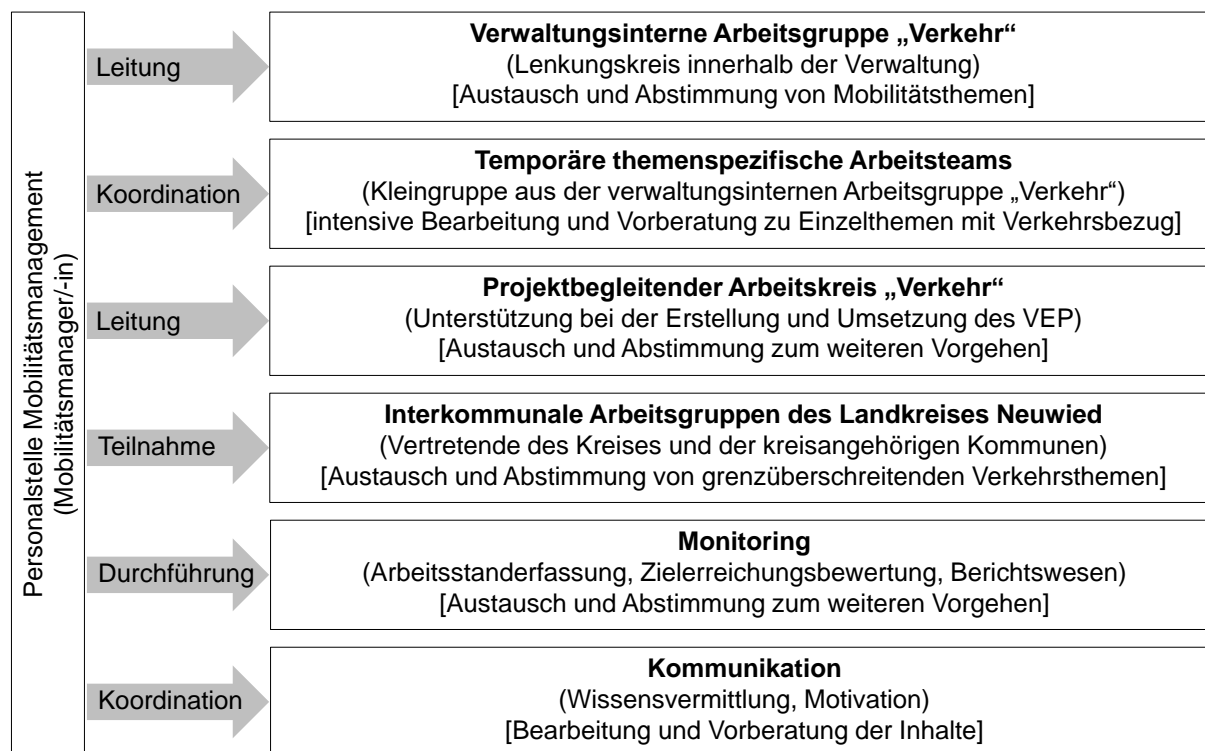 Personalstelle Mobilitätsmanagement
(Mobilitätsmanager/-in)
Leitung
Verwaltungsinterne Arbeitsgruppe „Verkehr“
(Lenkungskreis innerhalb der Verwaltung)
[Austausch und Abstimmung von Mobilitätsthemen]
Koordination
Temporäre themenspezifische Arbeitsteams
(Kleingruppe aus der verwaltungsinternen Arbeitsgruppe „Verkehr“)
[intensive Bearbeitung und Vorberatung zu Einzelthemen mit Verkehrsbezug]
Leitung
Projektbegleitender Arbeitskreis „Verkehr“
(Unterstützung bei der Erstellung und Umsetzung des VEP)
[Austausch und Abstimmung zum weiteren Vorgehen]
Teilnahme
Interkommunale Arbeitsgruppen des Landkreises Neuwied
(Vertretende des Kreises und der kreisangehörigen Kommunen)
[Austausch und Abstimmung von grenzüberschreitenden Verkehrsthemen]
Durchführung
Monitoring
(Arbeitsstanderfassung, Zielerreichungsbewertung, Berichtswesen)
[Austausch und Abstimmung zum weiteren Vorgehen]
Koordination
Kommunikation
(Wissensvermittlung, Motivation)
[Bearbeitung und Vorberatung der Inhalte]